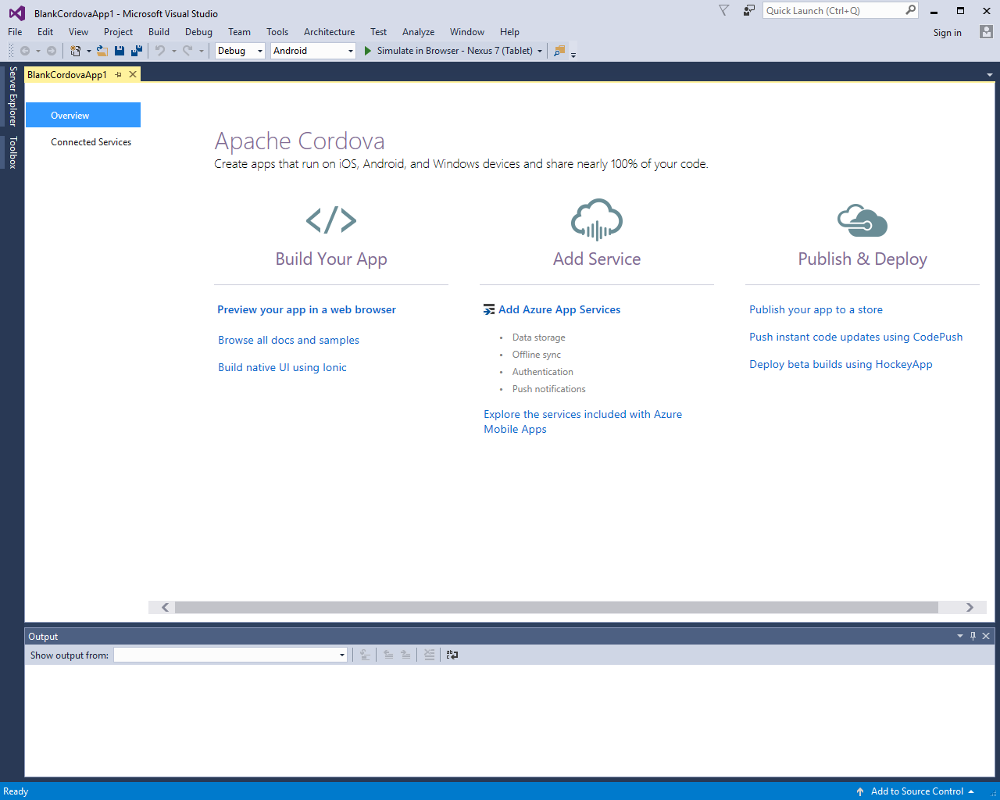 BlankCordovaApp1 - Microsoft Visual Studio
Quick Launch (Ctrl+Q)
File Edit View Project Build Debug Team Tools Architecture Test Analyze Window Help
Sign in
Debug Android Simulate in Browser - Nexus 7 (Tablet)
Server Explorer
Toolbox
BlankCordovaApp1
Overview
Connected Services
Apache Cordova
Create apps that run on iOS, Android, and Windows devices and share nearly 100% of your code.
Build Your App
Preview your app in a web browser
Browse all docs and samples
Build native UI using Ionic
Add Service
Add Azure App Services
• Data storage
• Offline sync
• Authentication
• Push notifications
Explore the services included with Azure
Mobile Apps
Publish & Deploy
Publish your app to a store
Push instant code updates using CodePush
Deploy beta builds using HockeyApp
Output
Show output from:
Ready
Add to Source Control